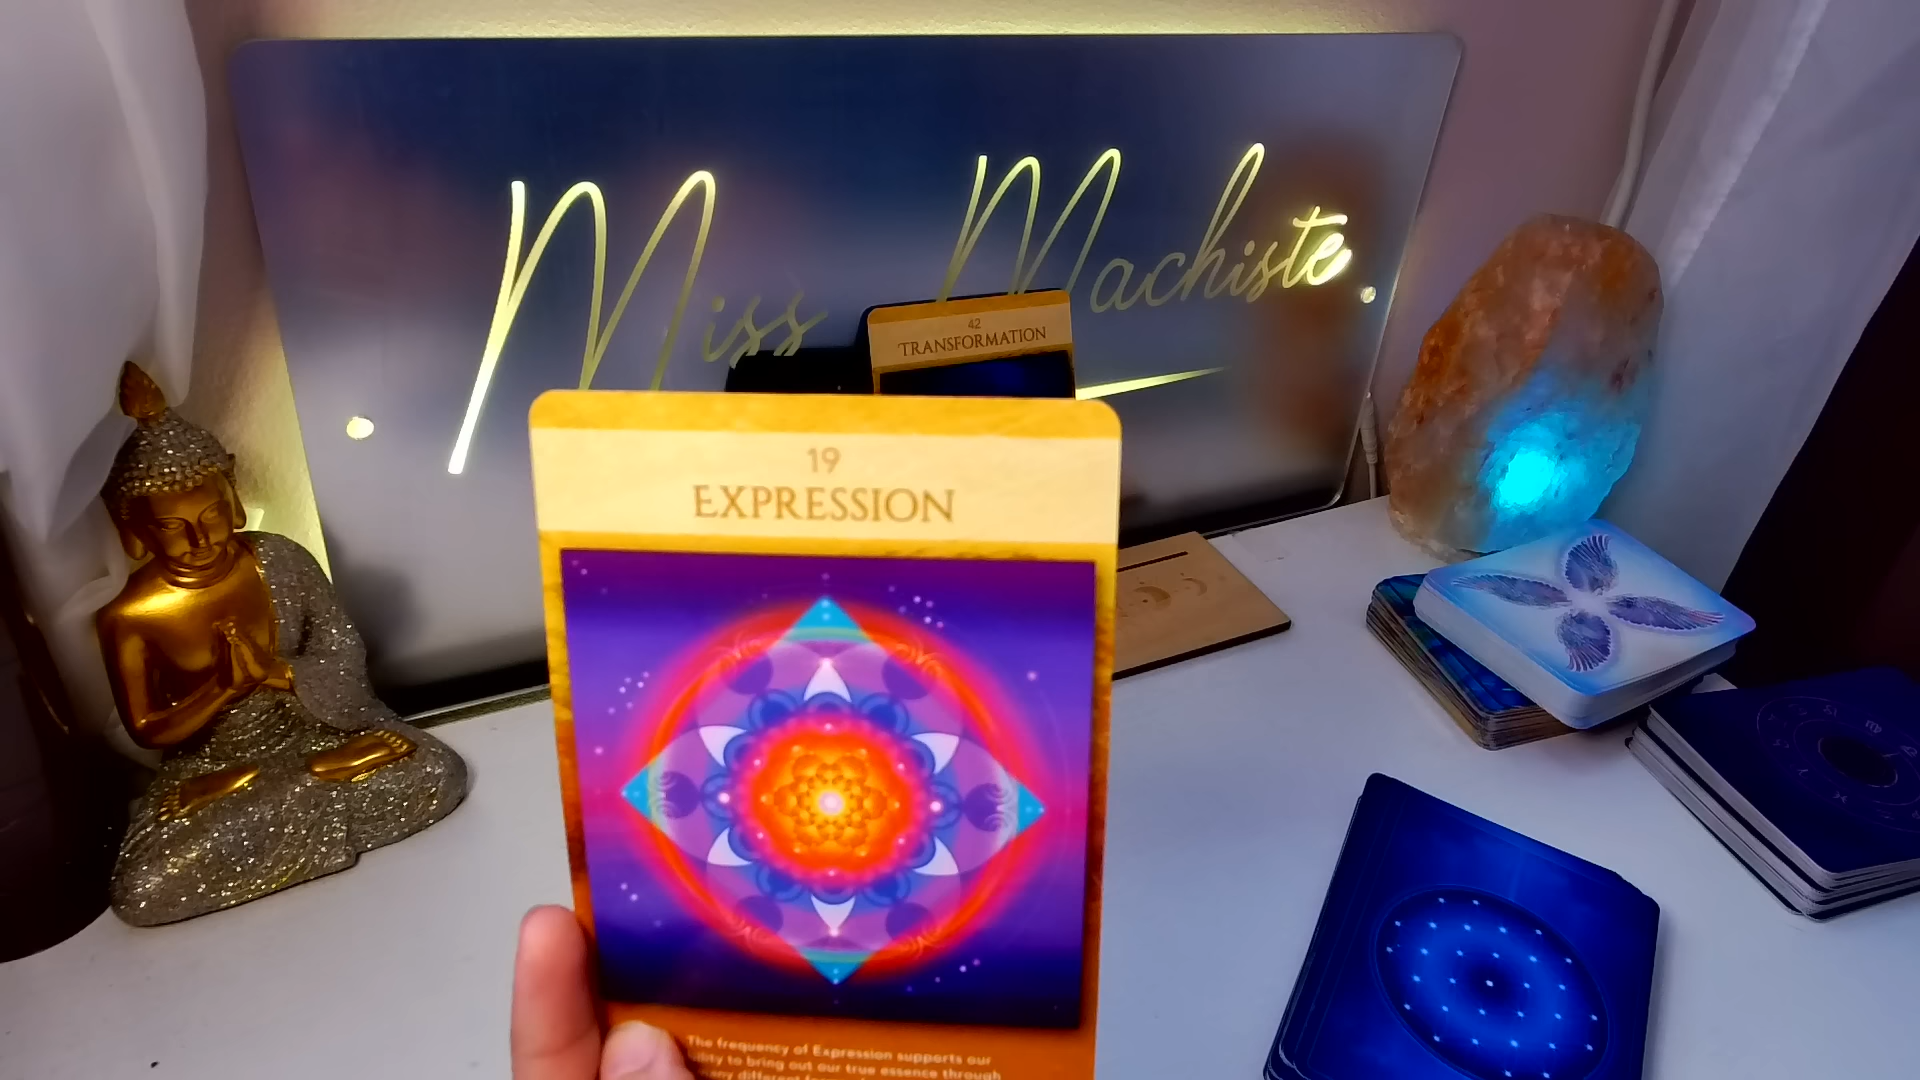 Miss Machiste
42
TRANSFORMATION
19
EXPRESSION
The frequency of Expression supports our
to bring out our true essence through
different